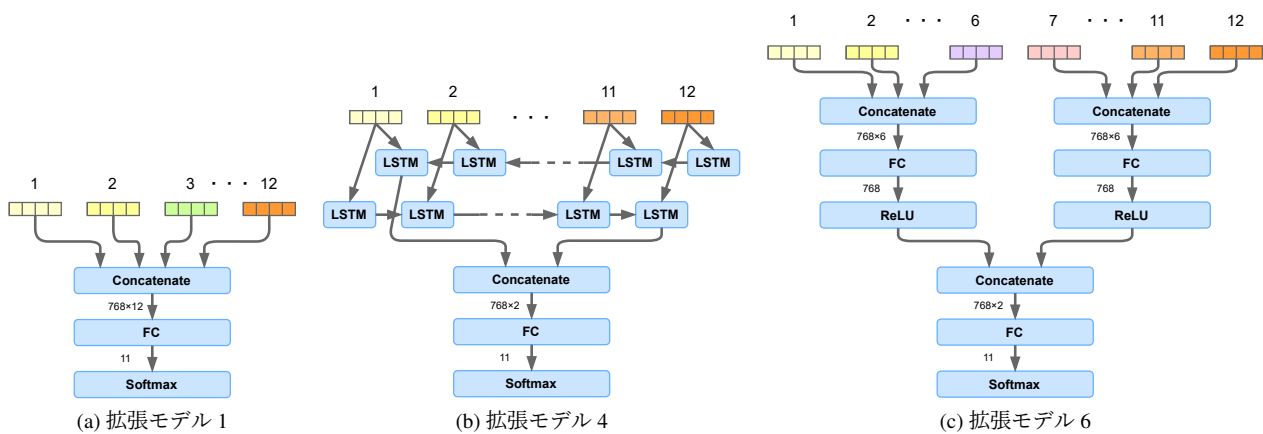 1 2 3 · · · 12
Concatenate
768×12
FC
11
Softmax
(a) 拡張モデル 1
1 2 · · · 11 12
LSTM LSTM LSTM LSTM
LSTM LSTM LSTM LSTM
Concatenate
768×2
FC
11
Softmax
(b) 拡張モデル 4
1 2 · · · 6 7 · · · 11 12
Concatenate Concatenate
768×6 768×6
FC FC
768 768
ReLU ReLU
Concatenate
768×2
FC
11
Softmax
(c) 拡張モデル 6